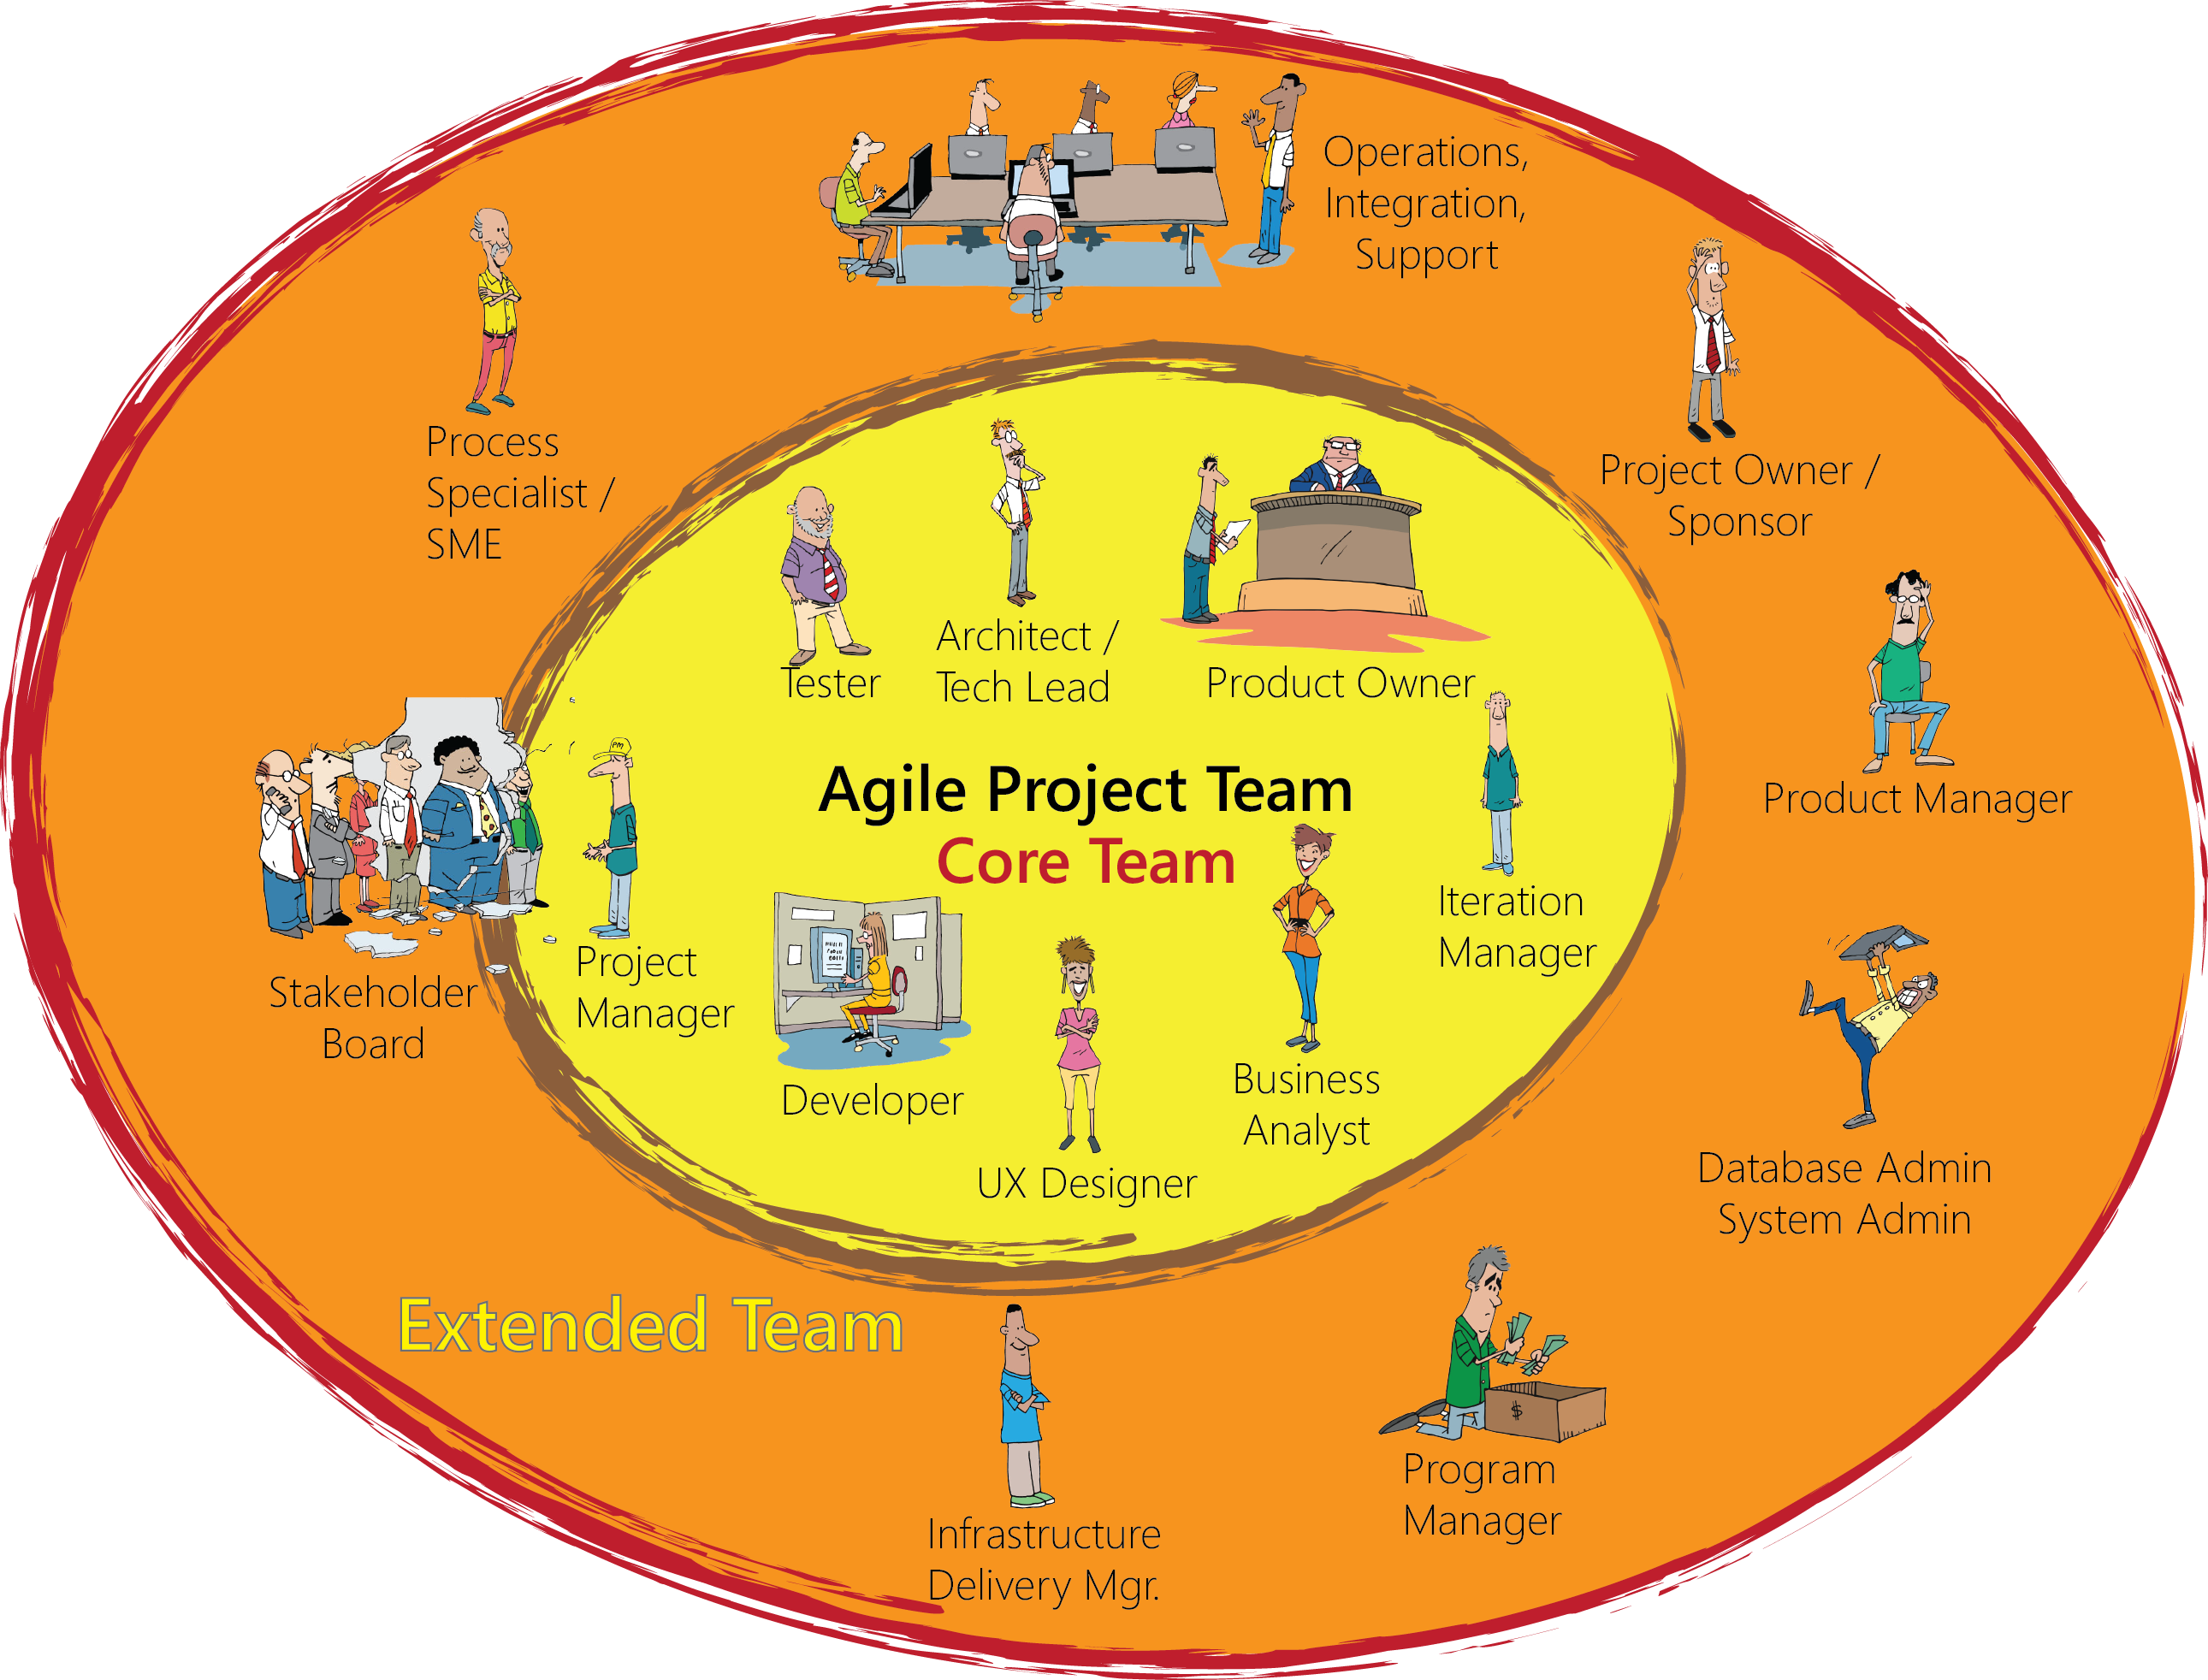 Operations,
Integration,
Support
Process
Specialist /
SME
Project Owner /
Sponsor
Architect /
Tech Lead
Tester
Product Owner
PM
Agile Project Team
Core Team
Product Manager
Iteration
Manager
Project
Manager
Stakeholder
Board
Developer
Business
Analyst
UX Designer
Database Admin
System Admin
Extended Team
$
Program
Manager
Infrastructure
Delivery Mgr.